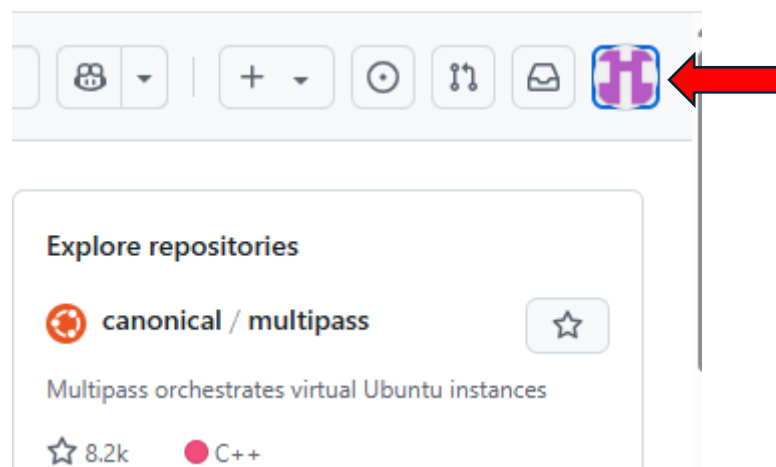 Explore repositories
canonical / multipass
Multipass orchestrates virtual Ubuntu instances
8.2k C++